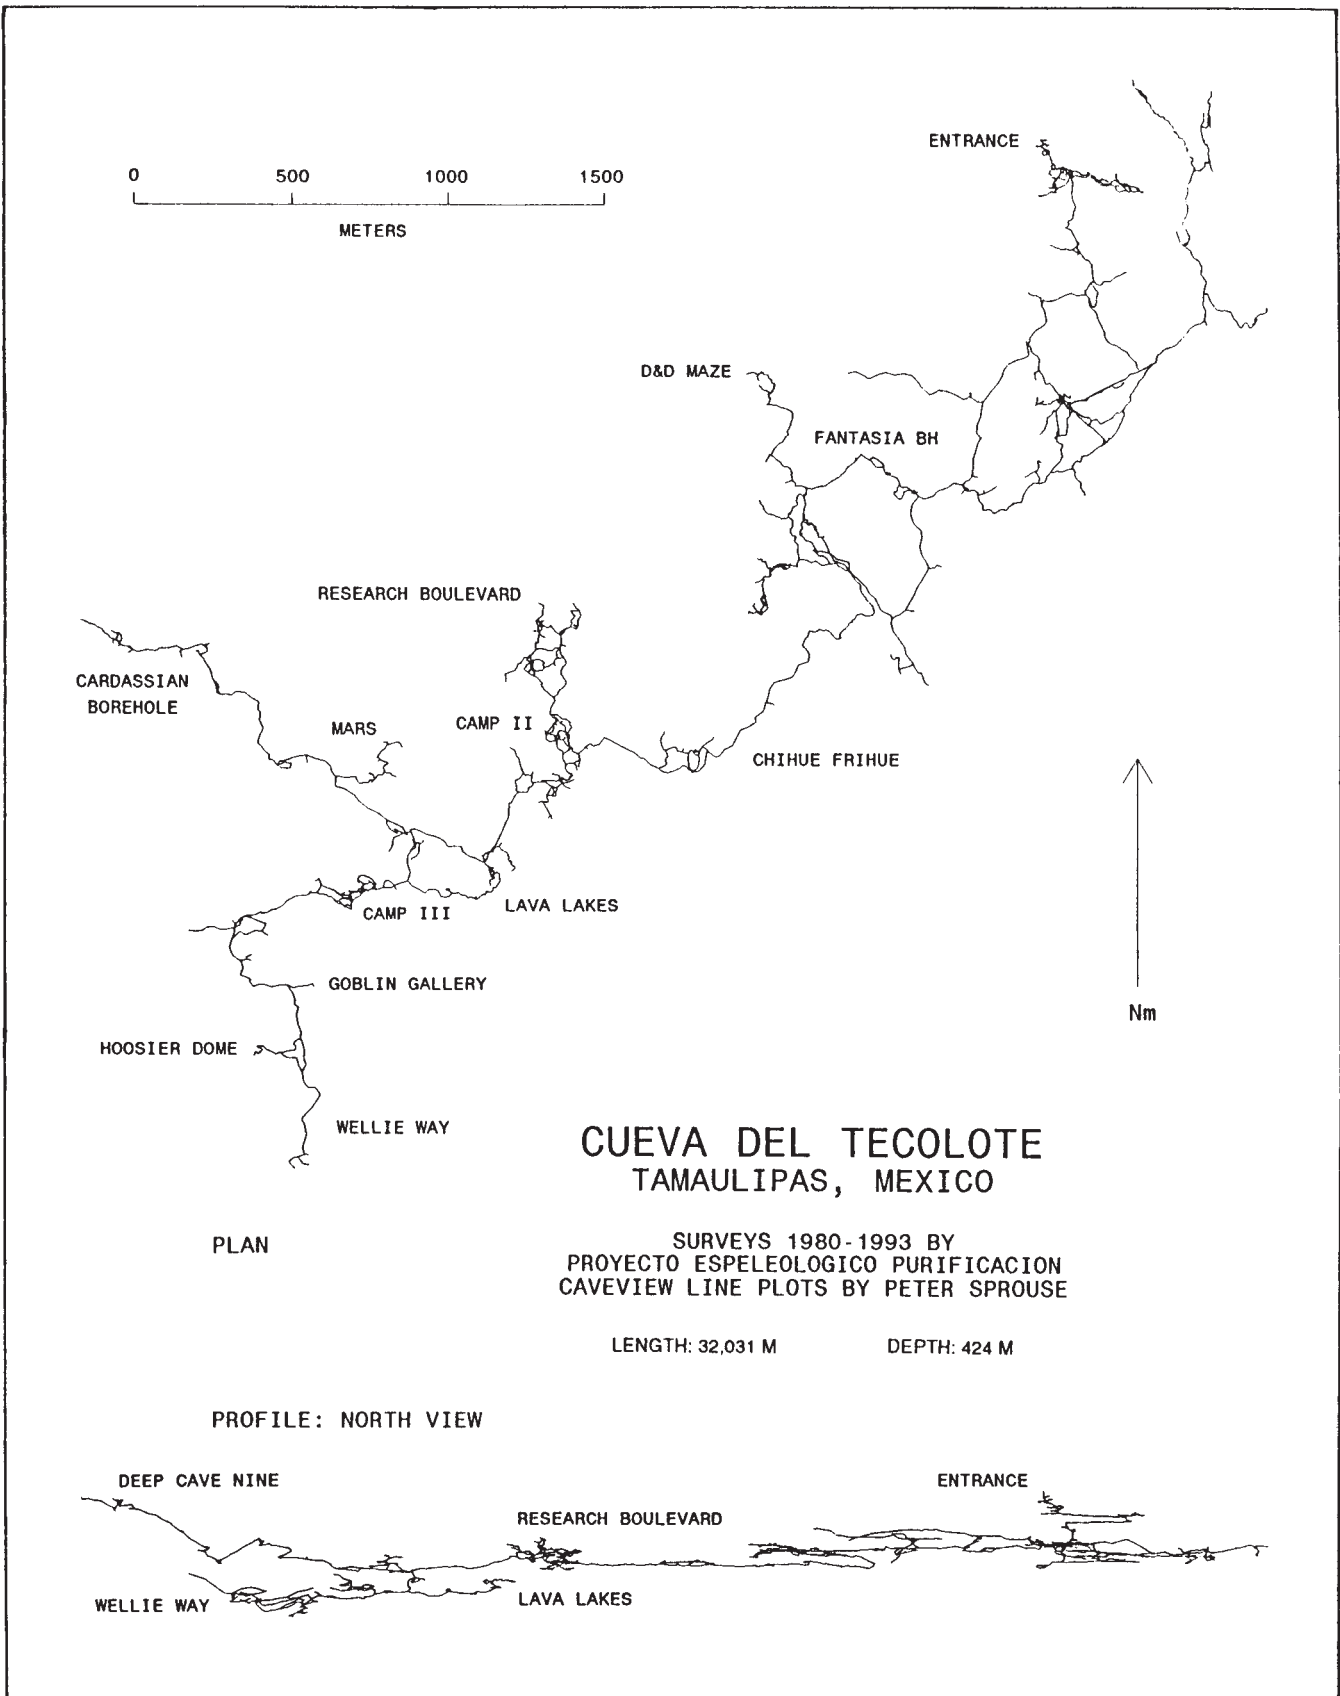 ENTRANCE
0 500 1000 1500
METERS
D&D MAZE
FANTASIA BH
RESEARCH BOULEVARD
CARDASSIAN
BOREHOLE
MARS
CAMP II
CHIHUE FRIHUE
CAMP III
LAVA LAKES
GOBLIN GALLERY
Nm
HOOSIER DOME
WELLIE WAY
CUEVA DEL TECOLOTE
TAMAULIPAS, MEXICO
PLAN
SURVEYS 1980-1993 BY
PROYECTO ESPELEOLOGICO PURIFICACION
CAVEVIEW LINE PLOTS BY PETER SPROUSE
LENGTH: 32,031 M DEPTH: 424 M
PROFILE: NORTH VIEW
DEEP CAVE NINE
ENTRANCE
RESEARCH BOULEVARD
WELLIE WAY
LAVA LAKES